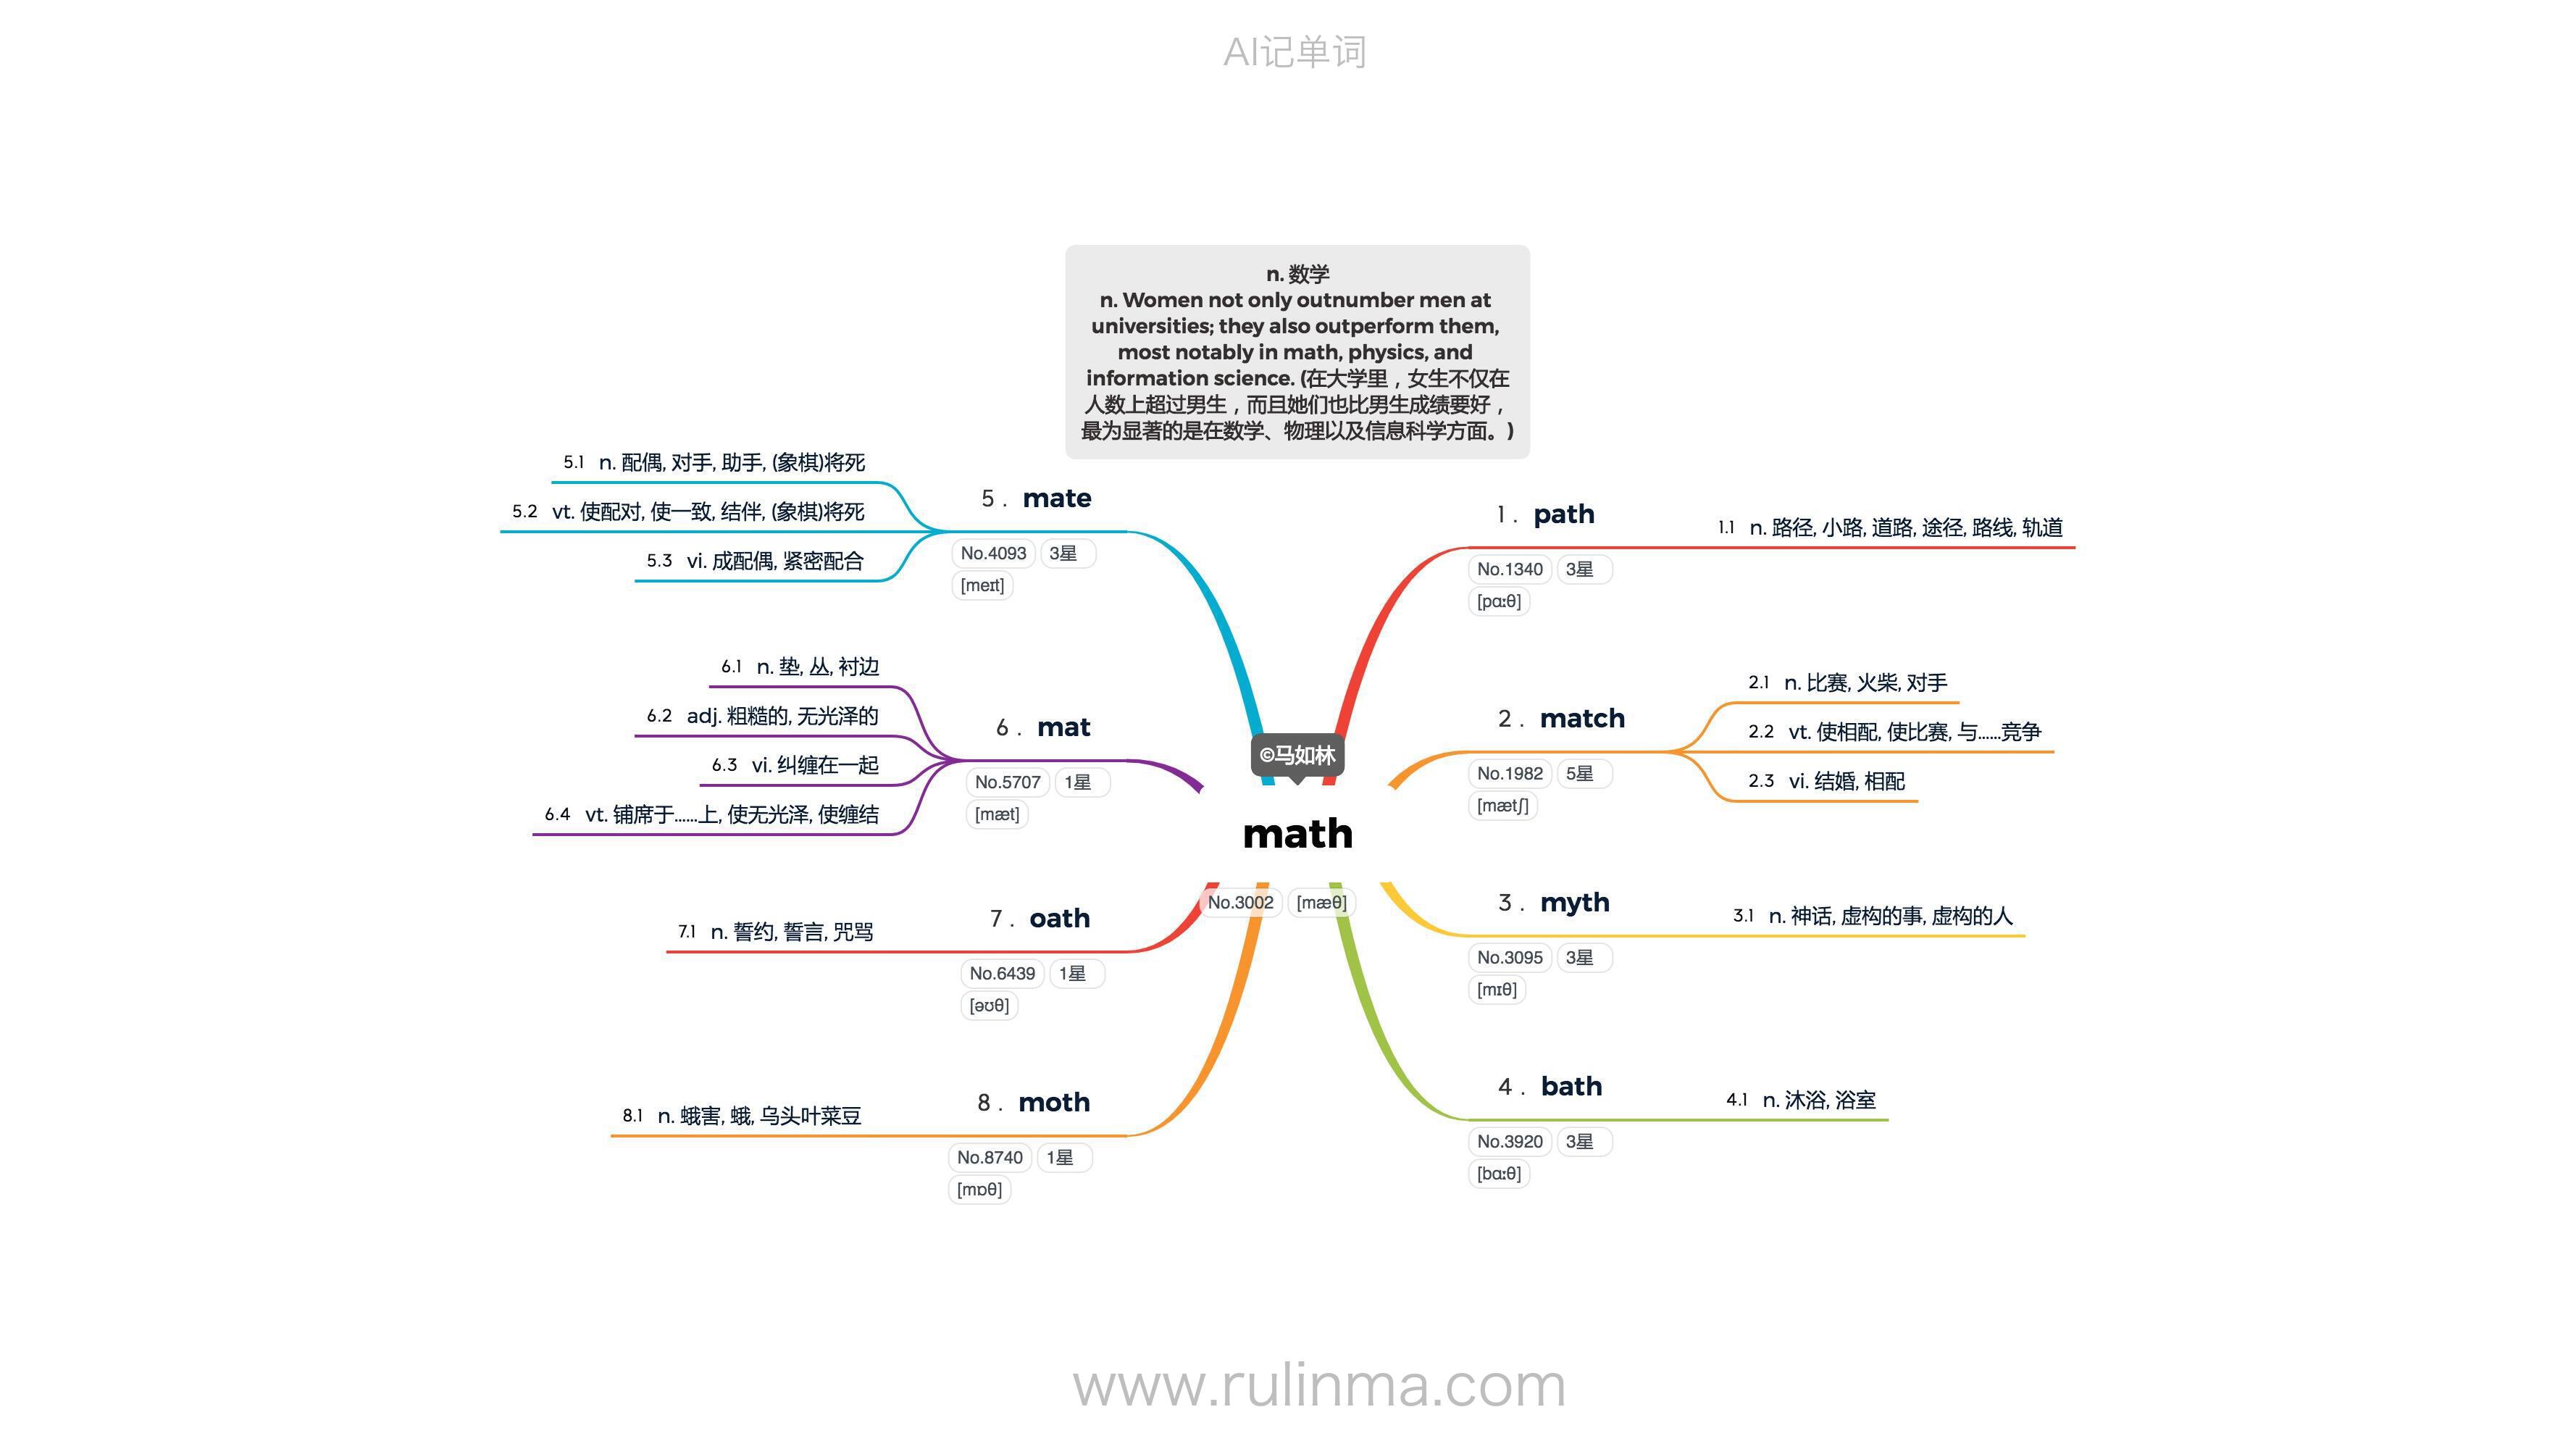 AI记单词
n. 数学
n. Women not only outnumber men at
universities; they also outperform them,
most notably in math, physics, and
information science. (在大学里，女生不仅在
人数上超过男生，而且她们也比男生成绩要好，
最为显著的是在数学、物理以及信息科学方面。)
©马如林
math
No.3002 [mæθ]
1. path
No.1340 3星
[pɑːθ]
1.1 n. 路径, 小路, 道路, 途径, 路线, 轨道
2. match
No.1982 5星
[mætʃ]
2.1 n. 比赛, 火柴, 对手
2.2 vt. 使相配, 使比赛, 与......竞争
2.3 vi. 结婚, 相配
3. myth
No.3095 3星
[mɪθ]
3.1 n. 神话, 虚构的事, 虚构的人
4. bath
No.3920 3星
[bɑːθ]
4.1 n. 沐浴, 浴室
5. mate
No.4093 3星
[meɪt]
5.1 n. 配偶, 对手, 助手, (象棋)将死
5.2 vt. 使配对, 使一致, 结伴, (象棋)将死
5.3 vi. 成配偶, 紧密配合
6. mat
No.5707 1星
[mæt]
6.1 n. 垫, 丛, 衬边
6.2 adj. 粗糙的, 无光泽的
6.3 vi. 纠缠在一起
6.4 vt. 铺席于......上, 使无光泽, 使缠结
7. oath
No.6439 1星
[əʊθ]
7.1 n. 誓约, 誓言, 咒骂
8. moth
No.8740 1星
[mɒθ]
8.1 n. 蛾害, 蛾, 乌头叶菜豆
www.rulinma.com